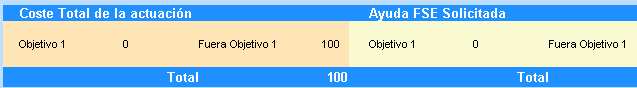 Coste Total de la actuación Ayuda FSE Solicitada
Objetivo 1 0 Fuera Objetivo 1 100 Objetivo 1 0 Fuera Objetivo 1
Total 100 Total